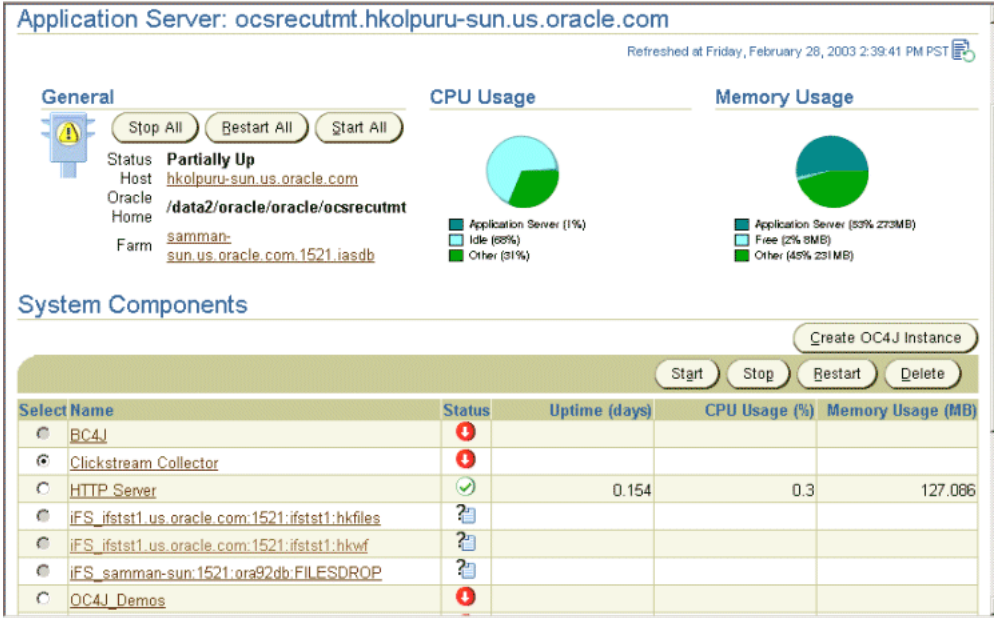 Application Server: ocsrecutmt.hkolpuru-sun.us.oracle.com
Refreshed at Friday, February 28, 2003 2:39:41 PM PST
General
Stop All Restart All Start All
Status Partially Up
Host hkolpuru-sun.us.oracle.com
Oracle Home /data2/oracle/oracle/ocsrecutmt
Farm samman-
sun.us.oracle.com.1521.iasdb
CPU Usage
Application Server (1%)
Idle (68%)
Other (31%)
Memory Usage
Application Server (53% 273MB)
Free (2% 8MB)
Other (45% 231MB)
System Components
Create OC4J Instance
Start Stop Restart Delete
Select Name Status Uptime (days) CPU Usage (%) Memory Usage (MB)
BC4J
Clickstream Collector
HTTP Server 0.154 0.3 127.086
iFS_ifstst1.us.oracle.com:1521:ifstst1:hkfiles
iFS_ifstst1.us.oracle.com:1521:ifstst1:hkwf
iFS_samman-sun:1521:ora92db:FILESDROP
OC4J_Demos